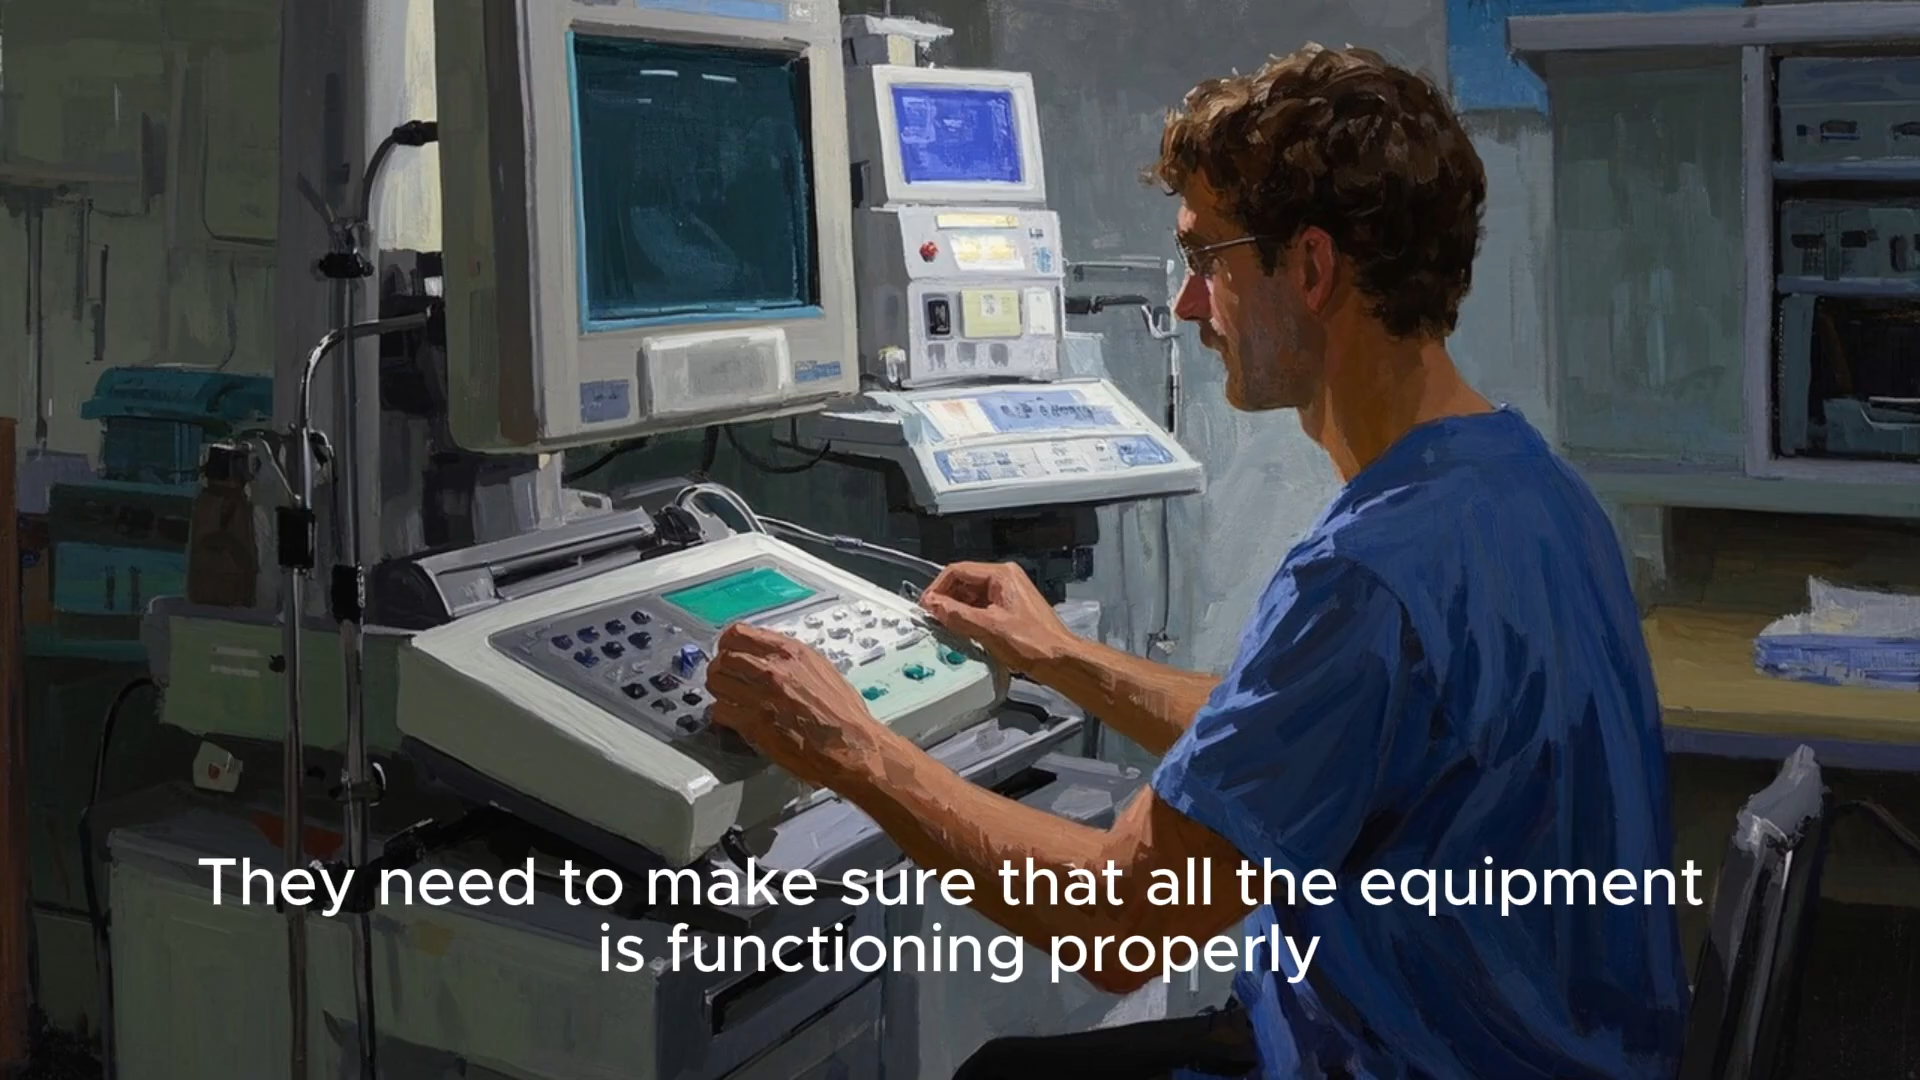 They need to make sure that all the equipment
is functioning properly